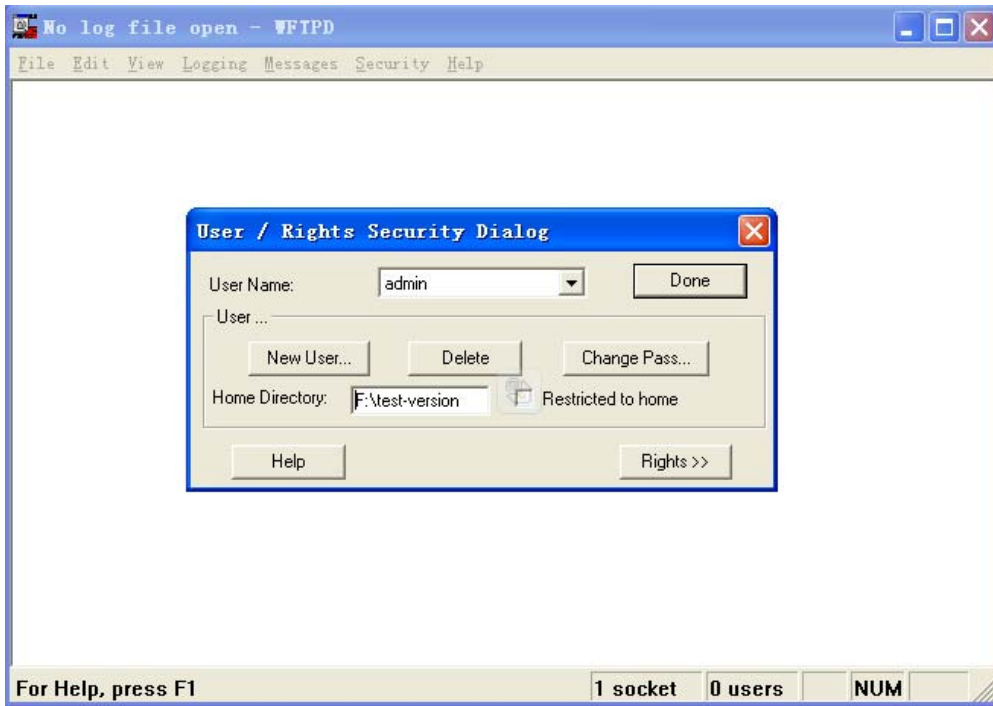 No log file open - WFTPD
File Edit View Logging Messages Security Help
User / Rights Security Dialog
User Name: admin Done
User ...
New User... Delete Change Pass...
Home Directory: F:\test-version Restricted to home
Help Rights >>
For Help, press F1 1 socket 0 users NUM